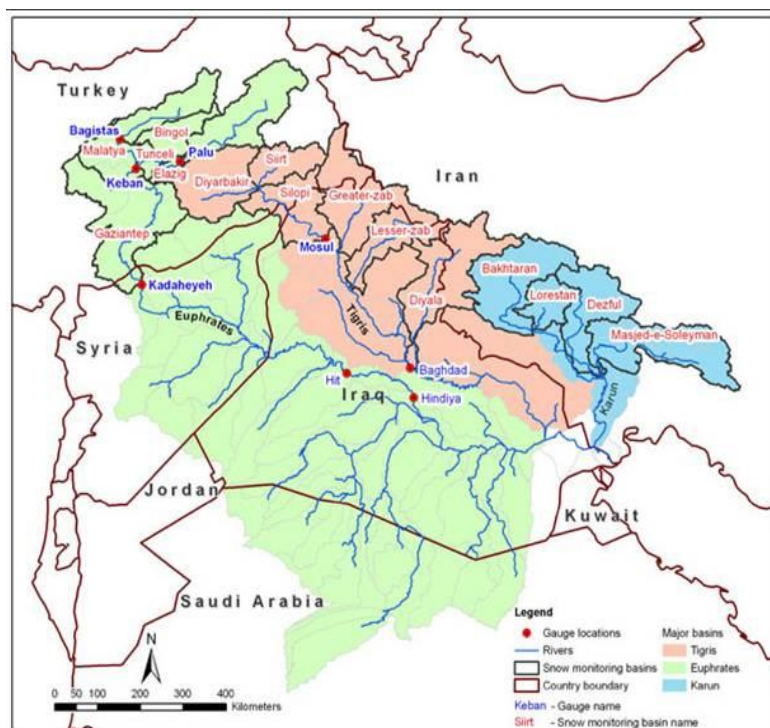 Turkey
Bagistas
Bingol
Malatya
Tunceli
Palu
Keban
Elazig
Siirt
Diyarbakir
Iran
Silopi
Greater-zab
Gaziantep
Lesser-zab
Mosul
Bakhtaran
Kadaheyeh
Lorestan
Dezful
Diyala
Euphrates
Tigris
Masjed-e-Soleyman
Syria
Baghdad
Hit
Karun
Iraq
Hindiya
Jordan
Kuwait
Saudi Arabia
N
0 50 100 200 300 400
Kilometers
Legend
Gauge locations
Rivers
Snow monitoring basins
Country boundary
Keban - Gauge name
Siirt - Snow monitoring basin name
Major basins
Tigris
Euphrates
Karun